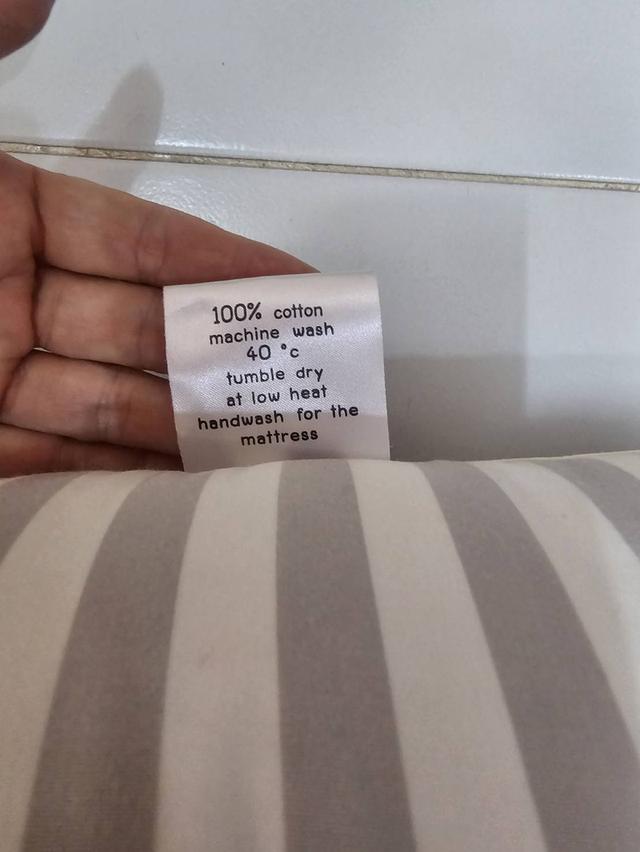 100% cotton
machine wash
40 °c
tumble dry
at low heat
handwash for the
mattress